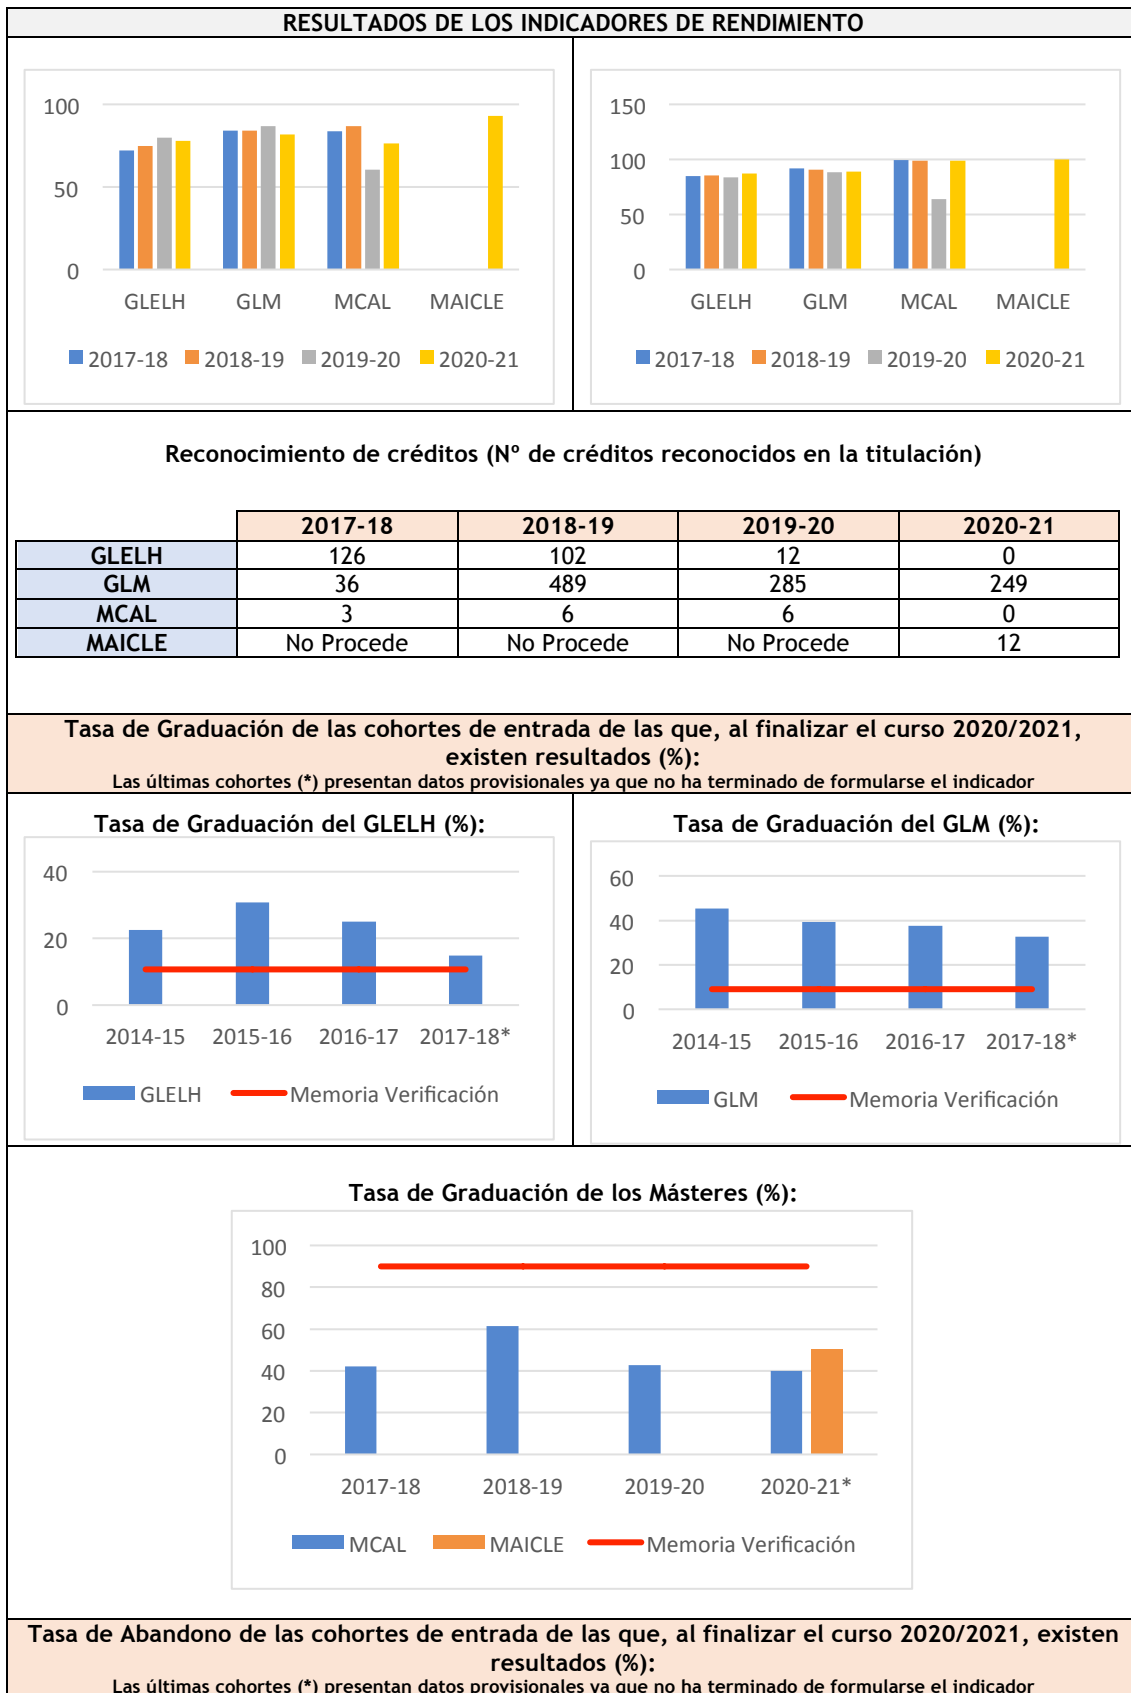 RESULTADOS DE LOS INDICADORES DE RENDIMIENTO
100
50
0
GLELH GLM MCAL MAICLE
2017-18 2018-19 2019-20 2020-21
150
100
50
0
GLELH GLM MCAL MAICLE
2017-18 2018-19 2019-20 2020-21
Reconocimiento de créditos (Nº de créditos reconocidos en la titulación)
2017-18 2018-19 2019-20 2020-21
GLELH 126 102 12 0
GLM 36 489 285 249
MCAL 3 6 6 0
MAICLE No Procede No Procede No Procede 12
Tasa de Graduación de las cohortes de entrada de las que, al finalizar el curso 2020/2021,
existen resultados (%):
Las últimas cohortes (*) presentan datos provisionales ya que no ha terminado de formularse el indicador
Tasa de Graduación del GLELH (%):
40
20
0
2014-15 2015-16 2016-17 2017-18*
GLELH Memoria Verificación
Tasa de Graduación del GLM (%):
60
40
20
0
2014-15 2015-16 2016-17 2017-18*
GLM Memoria Verificación
Tasa de Graduación de los Másteres (%):
100
80
60
40
20
0
2017-18 2018-19 2019-20 2020-21*
MCAL MAICLE Memoria Verificación
Tasa de Abandono de las cohortes de entrada de las que, al finalizar el curso 2020/2021, existen
resultados (%):
Las últimas cohortes (*) presentan datos provisionales ya que no ha terminado de formularse el indicador